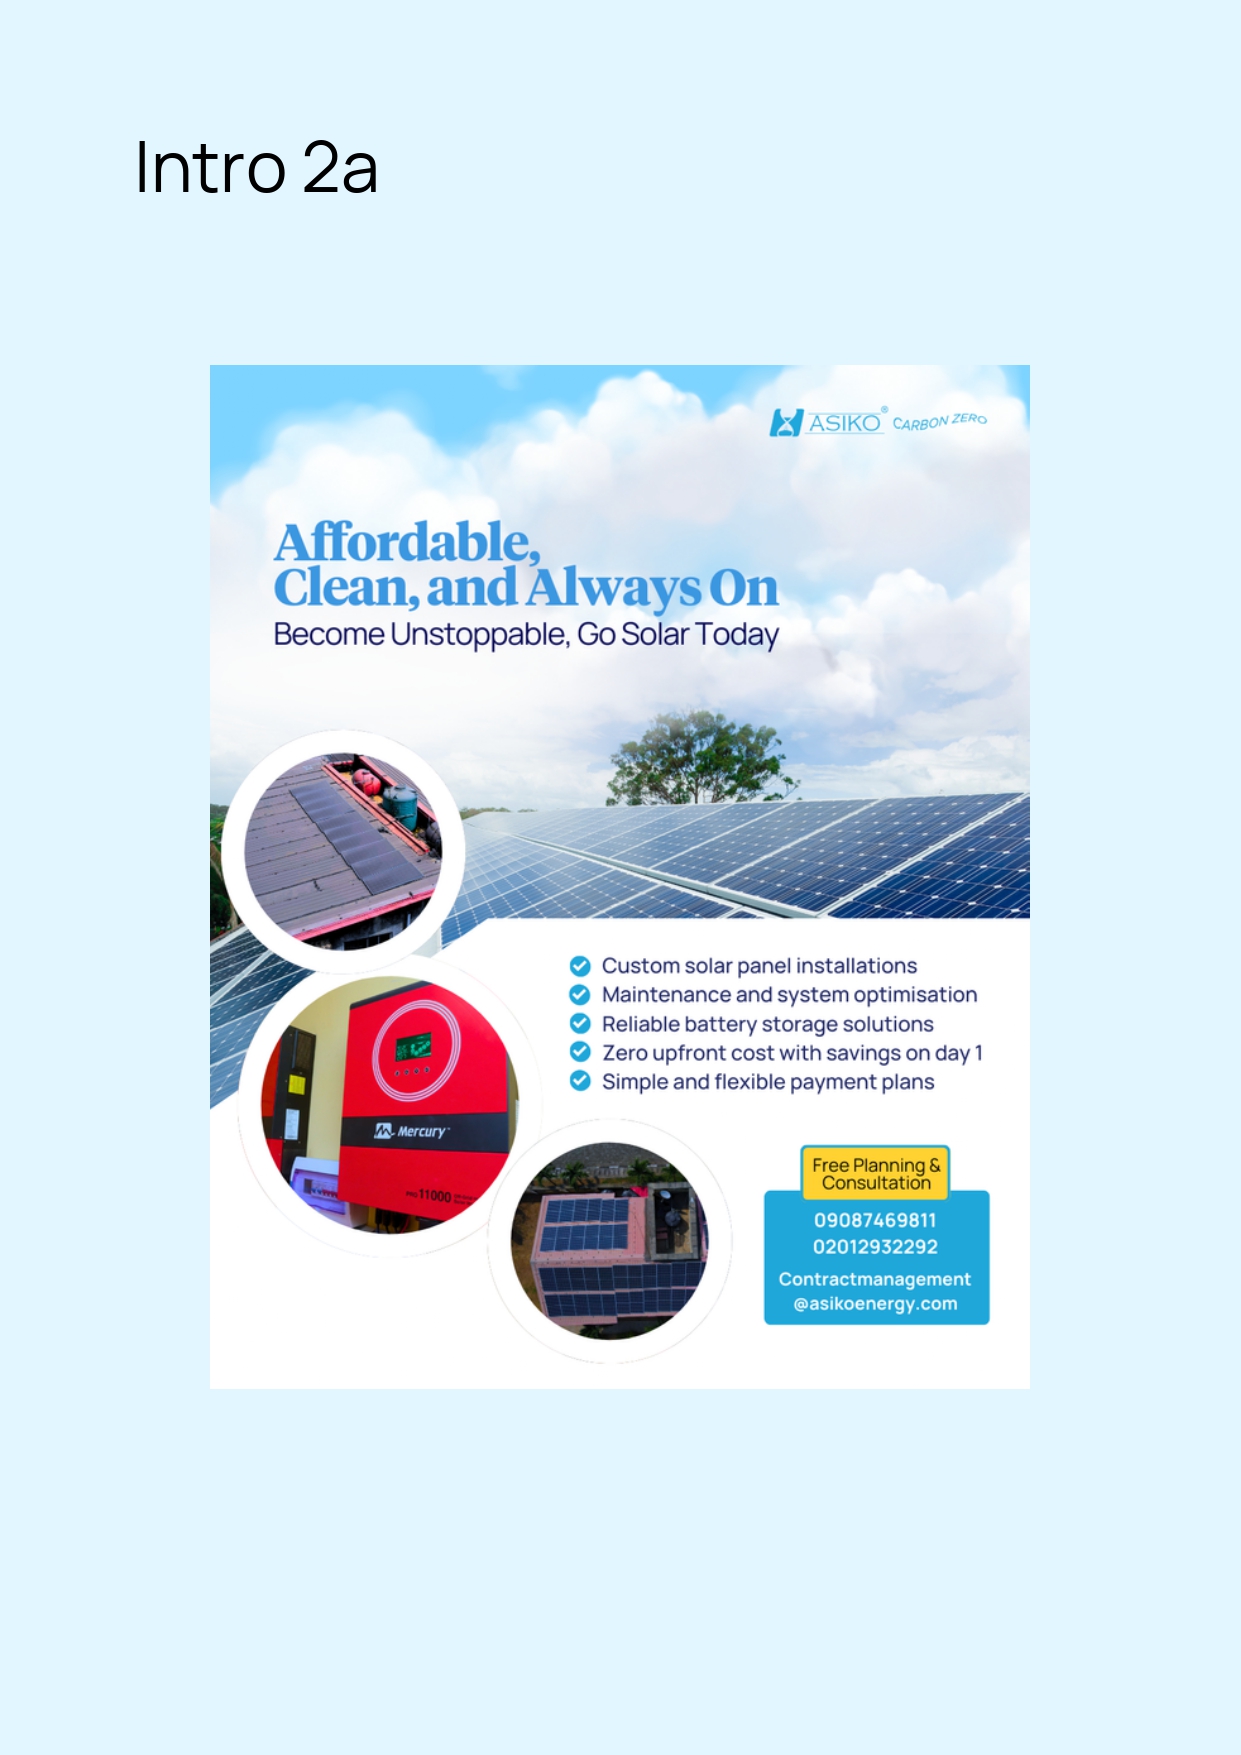 Intro 2a
ASIKO® CARBON ZERO
Affordable,
Clean, and Always On
Become Unstoppable, Go Solar Today
Custom solar panel installations
Maintenance and system optimisation
Reliable battery storage solutions
Zero upfront cost with savings on day 1
Simple and flexible payment plans
Mercury™
PRO 11000
Free Planning &
Consultation
09087469811
02012932292
Contractmanagement
@asikoenergy.com